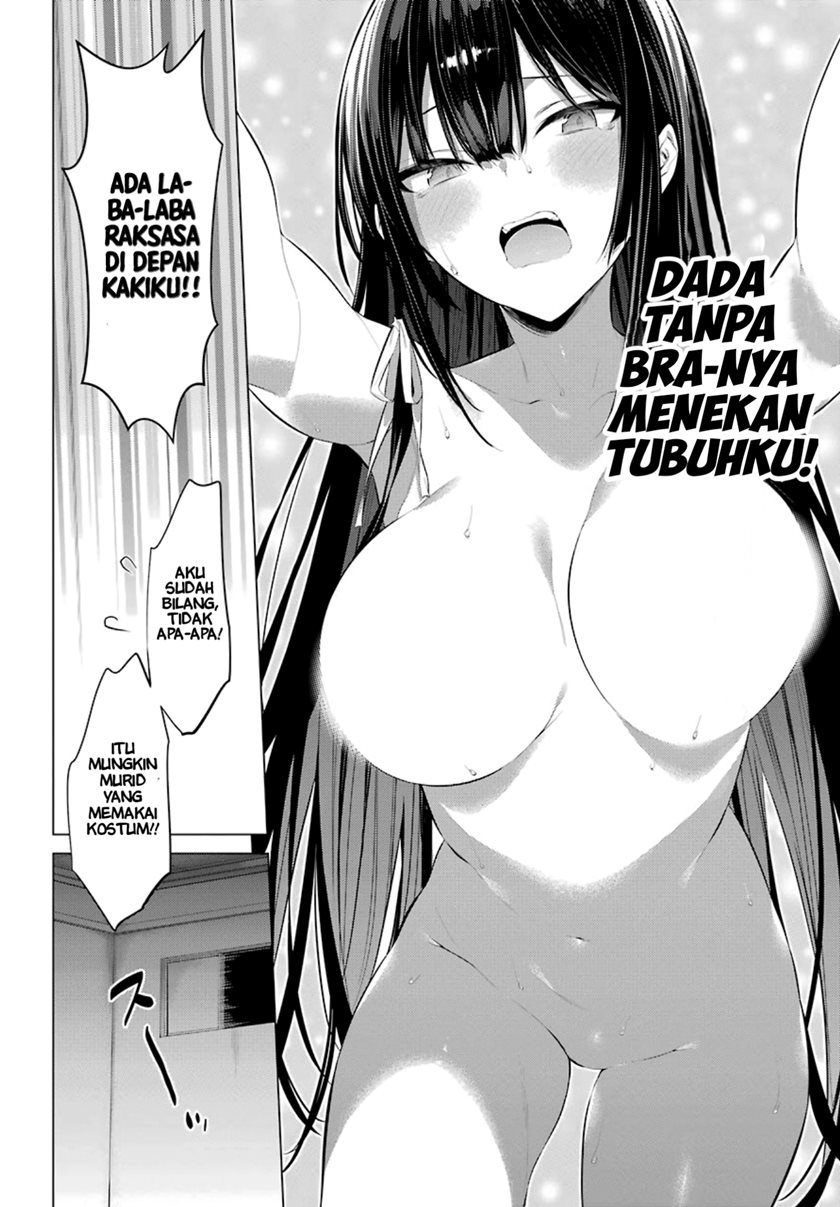 ADA LA-
BA-LABA
RAKSASA
DI DEPAN
KAKIKU!!
DADA
TANPA
BRA-NYA
MENEKAN
TUBUHKU!
AKU
SUDAH
BILANG,
TIDAK
APA-APA!
ITU
MUNGKIN
MURID
YANG
MEMAKAI
KOSTUM!!